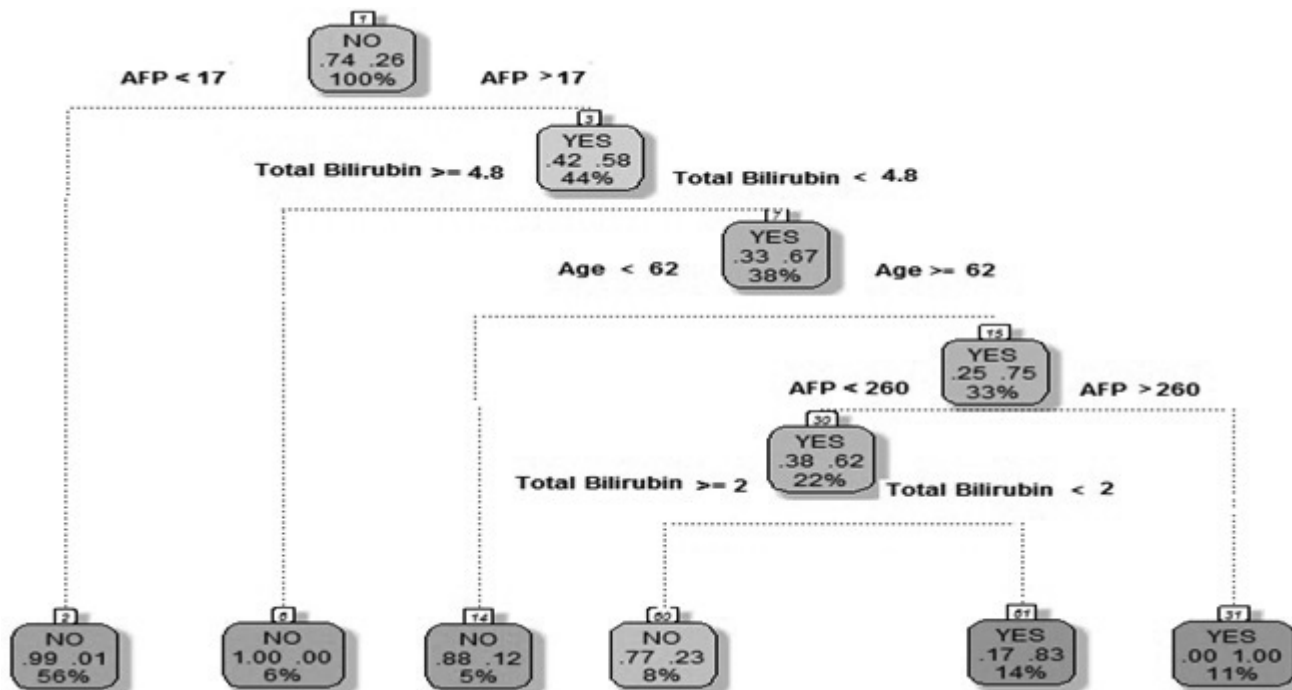 1
NO
.74 .26
100%
AFP < 17
AFP > 17
3
YES
.42 .58
44%
Total Bilirubin >= 4.8
Total Bilirubin < 4.8
7
YES
.33 .67
38%
Age < 62
Age >= 62
15
YES
.25 .75
33%
AFP < 260
AFP > 260
30
YES
.38 .62
22%
Total Bilirubin >= 2
Total Bilirubin < 2
2
NO
.99 .01
56%
6
NO
1.00 .00
6%
14
NO
.88 .12
5%
60
NO
.77 .23
8%
61
YES
.17 .83
14%
31
YES
.00 1.00
11%